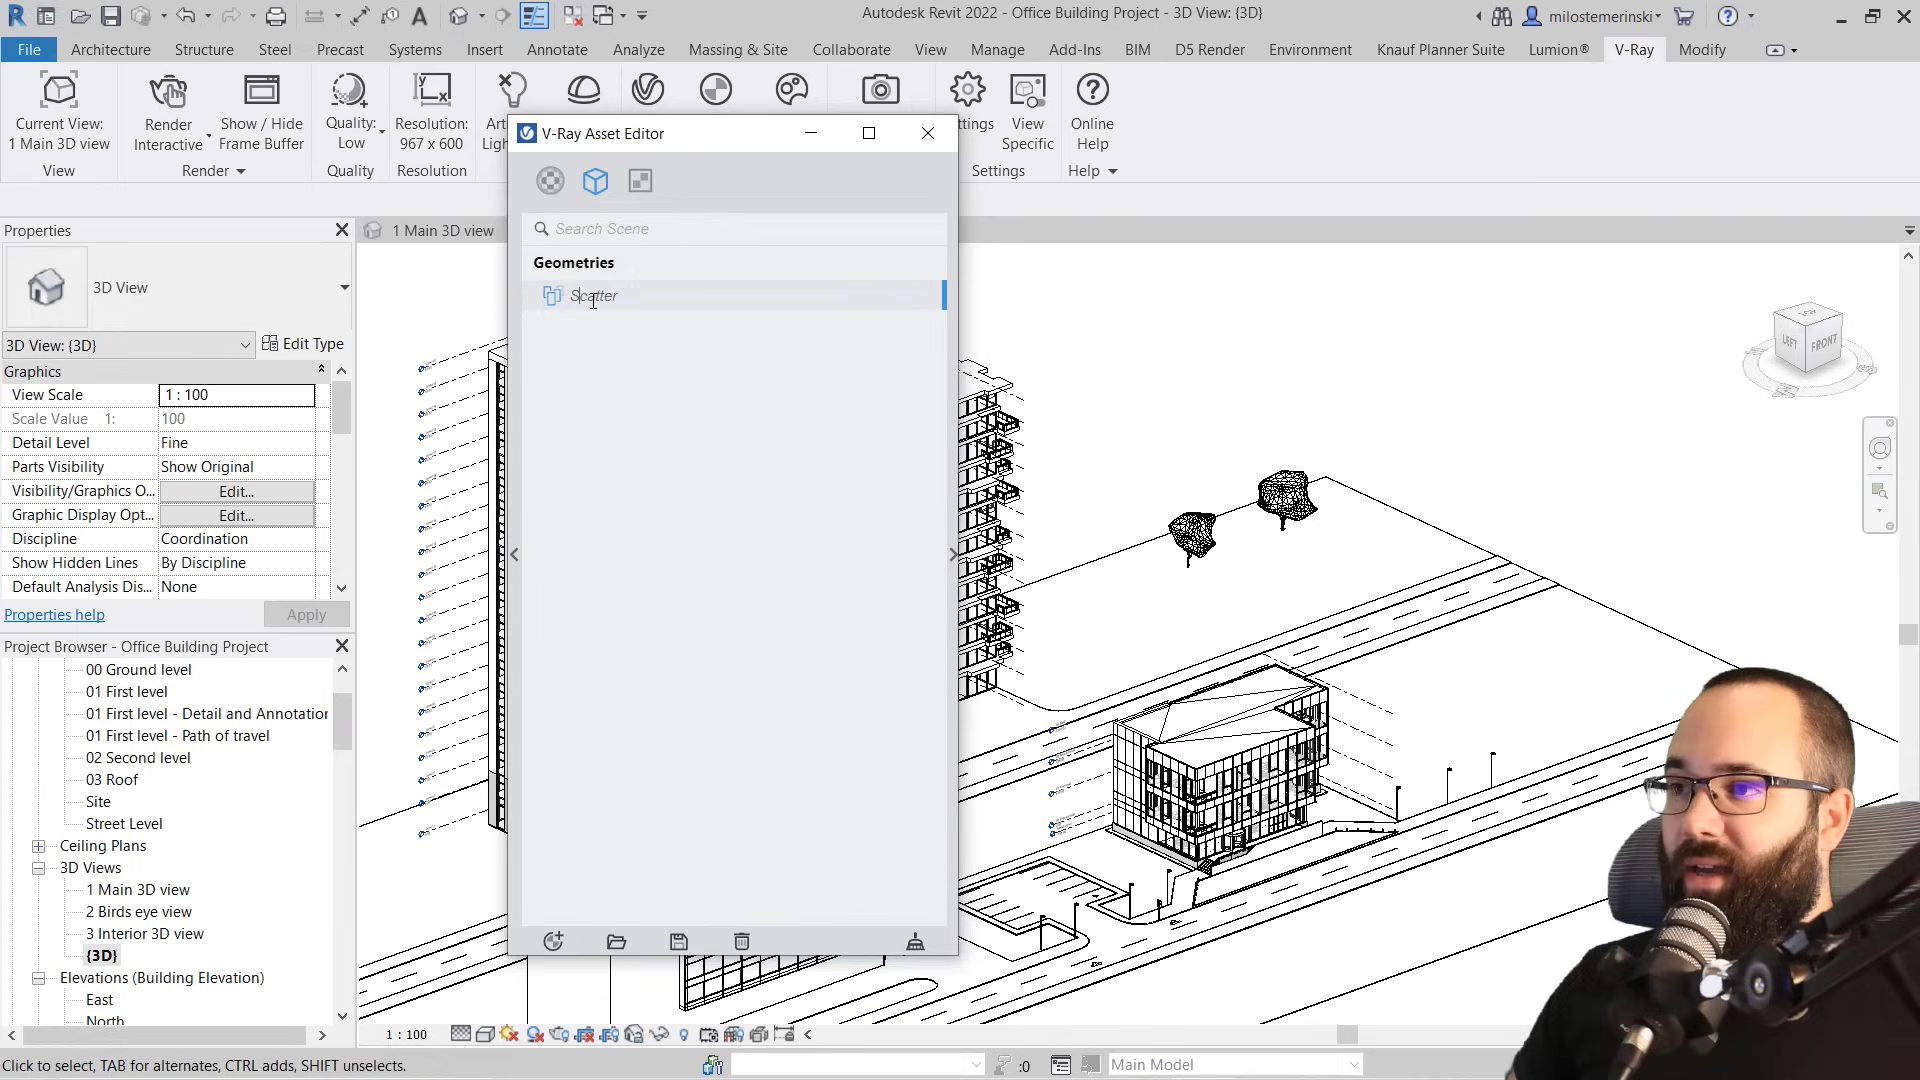 Autodesk Revit 2022 - Office Building Project - 3D View: {3D}
milostemerinski
File
Architecture
Structure
Steel
Precast
Systems
Insert
Annotate
Analyze
Massing & Site
Collaborate
View
Manage
Add-Ins
BIM
D5 Render
Environment
Knauf Planner Suite
Lumion®
V-Ray
Modify
Current View:
1 Main 3D view
View
Render
Interactive
Show / Hide
Frame Buffer
Render
Quality:
Low
Quality
Resolution:
967 x 600
Resolution
View
Specific
Settings
Online
Help
Help
V-Ray Asset Editor
Search Scene
Geometries
Scatter
Properties
3D View
3D View: {3D}
Edit Type
Graphics
View Scale 1 : 100
Scale Value 1: 100
Detail Level Fine
Parts Visibility Show Original
Visibility/Graphics O... Edit...
Graphic Display Opt... Edit...
Discipline Coordination
Show Hidden Lines By Discipline
Default Analysis Dis... None
Properties help
Apply
Project Browser - Office Building Project
00 Ground level
01 First level
01 First level - Detail and Annotation
01 First level - Path of travel
02 Second level
03 Roof
Site
Street Level
Ceiling Plans
3D Views
1 Main 3D view
2 Birds eye view
3 Interior 3D view
{3D}
Elevations (Building Elevation)
East
North
1 Main 3D view
LEFT
FRONT
1 : 100
Click to select, TAB for alternates, CTRL adds, SHIFT unselects.
:0
Main Model